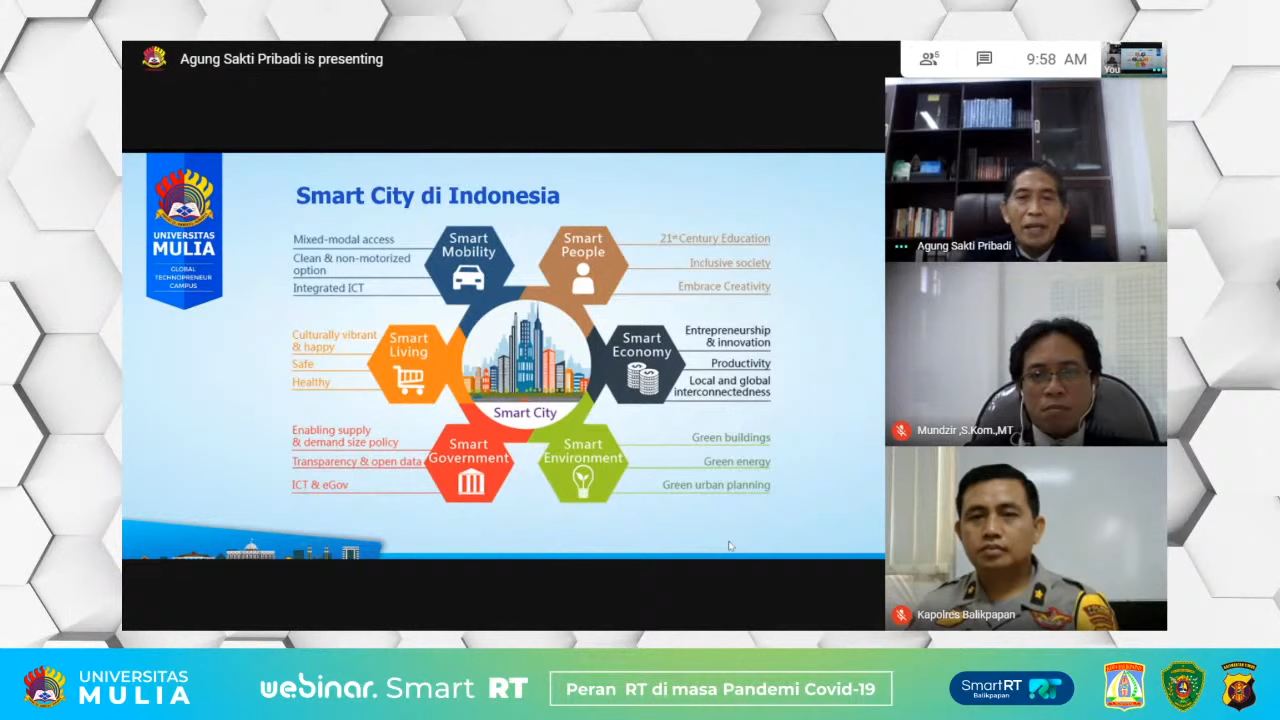 Agung Sakti Pribadi is presenting
5
9:58 AM
You
UNIVERSITAS
MULIA
GLOBAL
TECHNOPRENEUR
CAMPUS
Smart City di Indonesia
Mixed-modal access
Clean & non-motorized
option
Integrated ICT
Smart
Mobility
Smart
People
21st Century Education
Inclusive society
Embrace Creativity
Culturally vibrant
& happy
Safe
Healthy
Smart
Living
Smart
Economy
Entrepreneurship
& innovation
Productivity
Local and global
interconnectedness
Smart City
Enabling supply
& demand size policy
Transparency & open data
ICT & eGov
Smart
Government
Smart
Environment
Green buildings
Green energy
Green urban planning
Agung Sakti Pribadi
Mundzir ,S.Kom.,MT
Kapolres Balikpapan
UNIVERSITAS
MULIA
webinar. Smart RT
Peran RT di masa Pandemi Covid-19
SmartRT
Balikpapan
RT